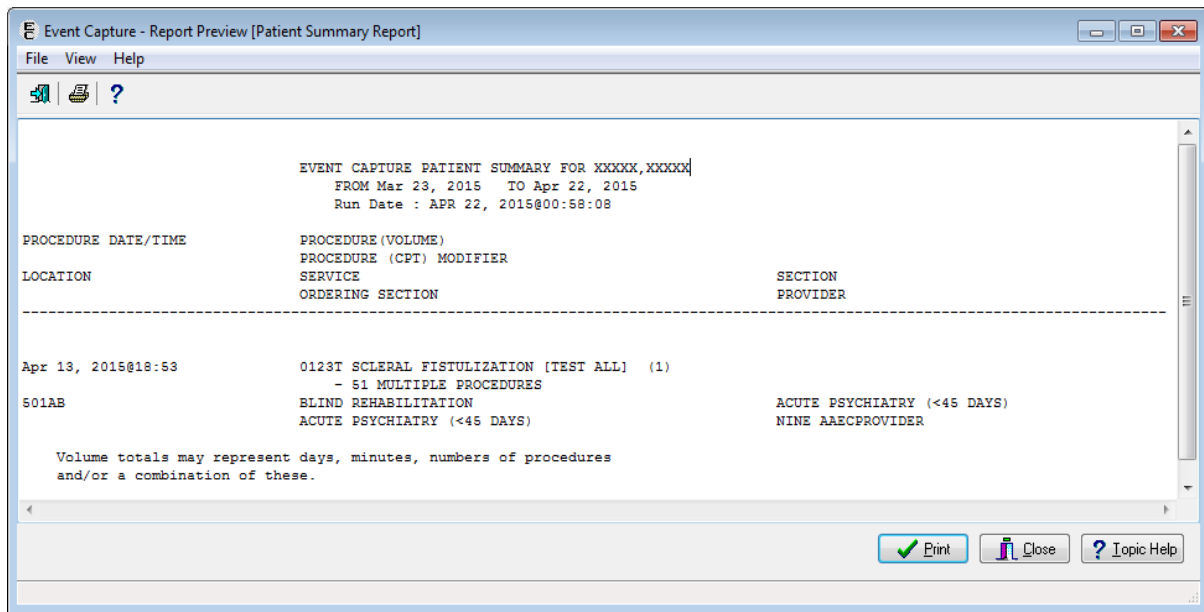 Event Capture - Report Preview [Patient Summary Report]
File View Help
?
EVENT CAPTURE PATIENT SUMMARY FOR XXXXX,XXXXX
FROM Mar 23, 2015 TO Apr 22, 2015
Run Date : APR 22, 2015@00:58:08
PROCEDURE DATE/TIME PROCEDURE(VOLUME)
PROCEDURE (CPT) MODIFIER
LOCATION SERVICE SECTION
ORDERING SECTION PROVIDER
Apr 13, 2015@18:53 0123T SCLERAL FISTULIZATION [TEST ALL] (1)
- 51 MULTIPLE PROCEDURES
501AB BLIND REHABILITATION ACUTE PSYCHIATRY (<45 DAYS)
ACUTE PSYCHIATRY (<45 DAYS) NINE AAECPROVIDER
Volume totals may represent days, minutes, numbers of procedures
and/or a combination of these.
Print Close ? Topic Help